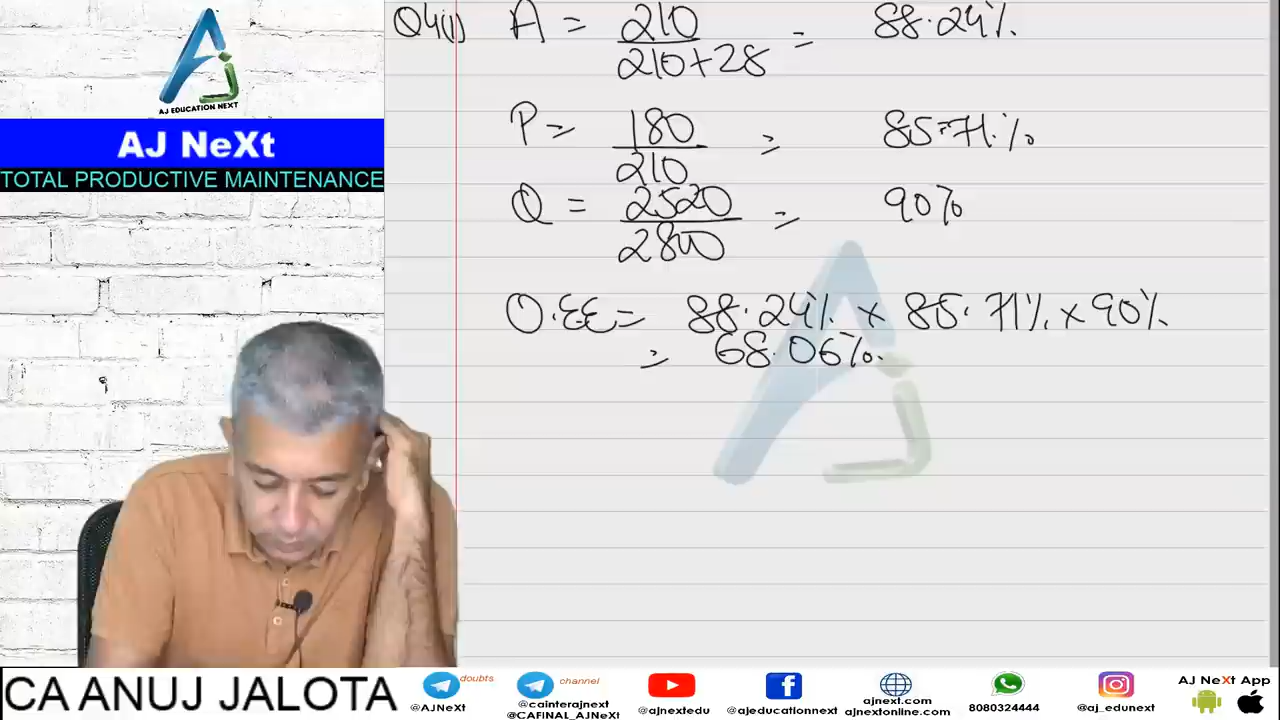 Q4(i) A = 210 / 210+28 = 88.24%
P = 180 / 210 = 85.71%
Q = 2520 / 2800 = 90%
O.EE = 88.24% x 85.71% x 90%
= 68.06%.
AJ EDUCATION NEXT
AJ NeXt
TOTAL PRODUCTIVE MAINTENANCE
CA ANUJ JALOTA
doubts
@AJNeXt
channel
@cainterajnext
@CAFINAL_AJNeXt
@ajnextedu
@ajeducationnext
ajnext.com
ajnextonline.com
8080324444
@aj_edunext
AJ NeXt App